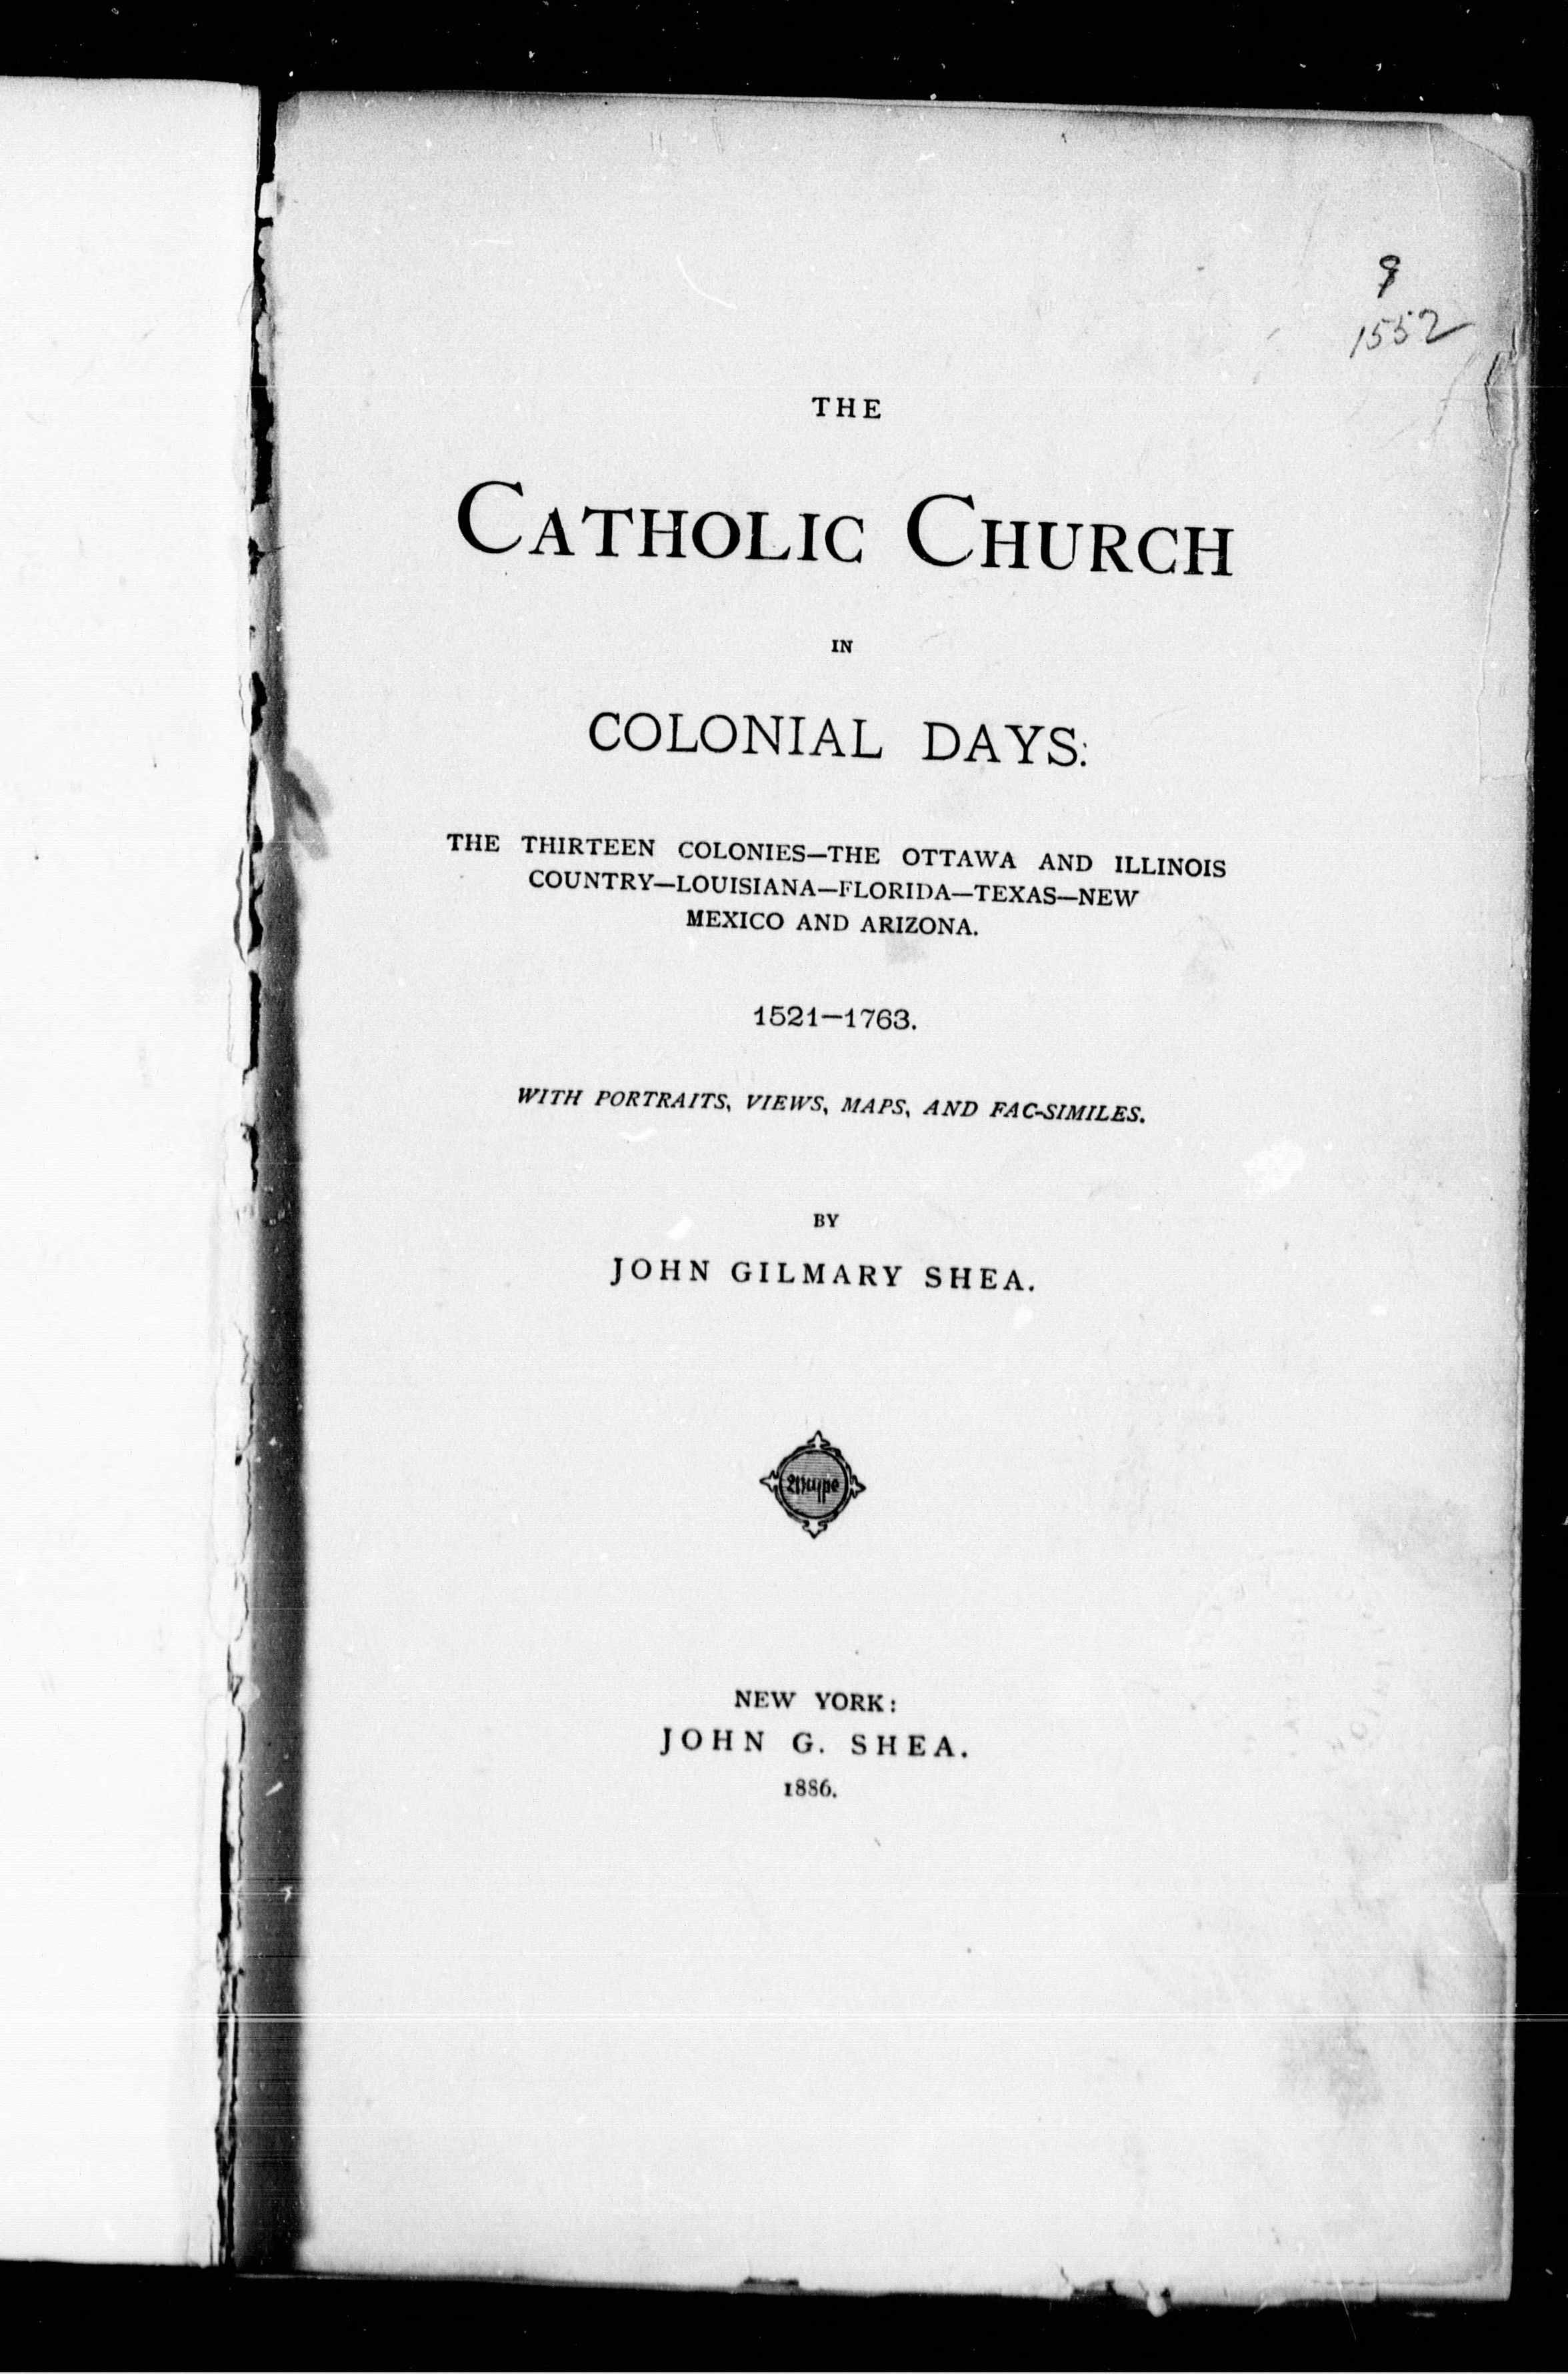 9
1552
THE
CATHOLIC CHURCH
IN
COLONIAL DAYS:
THE THIRTEEN COLONIES—THE OTTAWA AND ILLINOIS
COUNTRY—LOUISIANA—FLORIDA—TEXAS—NEW
MEXICO AND ARIZONA.
1521—1763.
WITH PORTRAITS, VIEWS, MAPS, AND FAC-SIMILES.
BY
JOHN GILMARY SHEA.
NEW YORK:
JOHN G. SHEA.
1886.